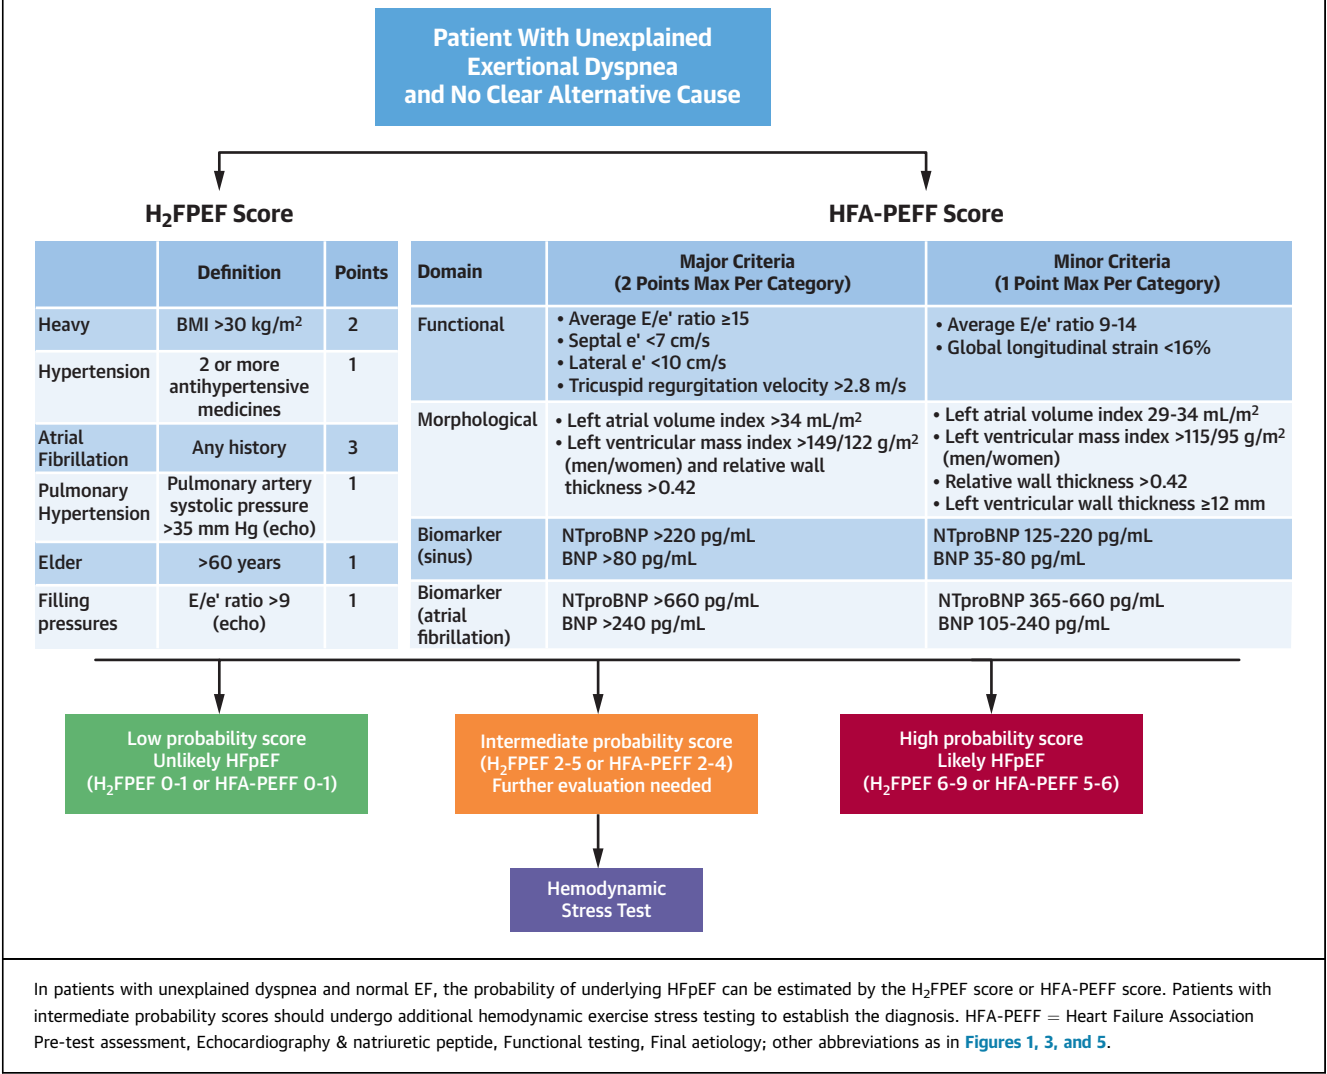 Patient With Unexplained
Exertional Dyspnea
and No Clear Alternative Cause
H₂FPEF Score
Definition
Points
Heavy
BMI >30 kg/m²
2
Hypertension
2 or more
antihypertensive
medicines
1
Atrial
Fibrillation
Any history
3
Pulmonary
Hypertension
Pulmonary artery
systolic pressure
>35 mm Hg (echo)
1
Elder
>60 years
1
Filling
pressures
E/e' ratio >9
(echo)
1
HFA-PEFF Score
Domain
Major Criteria
(2 Points Max Per Category)
Minor Criteria
(1 Point Max Per Category)
Functional
• Average E/e' ratio ≥15
• Septal e' <7 cm/s
• Lateral e' <10 cm/s
• Tricuspid regurgitation velocity >2.8 m/s
• Average E/e' ratio 9-14
• Global longitudinal strain <16%
Morphological
• Left atrial volume index >34 mL/m²
• Left ventricular mass index >149/122 g/m²
(men/women) and relative wall
thickness >0.42
• Left atrial volume index 29-34 mL/m²
• Left ventricular mass index >115/95 g/m²
(men/women)
• Relative wall thickness >0.42
• Left ventricular wall thickness ≥12 mm
Biomarker
(sinus)
NTproBNP >220 pg/mL
BNP >80 pg/mL
NTproBNP 125-220 pg/mL
BNP 35-80 pg/mL
Biomarker
(atrial
fibrillation)
NTproBNP >660 pg/mL
BNP >240 pg/mL
NTproBNP 365-660 pg/mL
BNP 105-240 pg/mL
Low probability score
Unlikely HFpEF
(H₂FPEF 0-1 or HFA-PEFF 0-1)
Intermediate probability score
(H₂FPEF 2-5 or HFA-PEFF 2-4)
Further evaluation needed
High probability score
Likely HFpEF
(H₂FPEF 6-9 or HFA-PEFF 5-6)
Hemodynamic
Stress Test
In patients with unexplained dyspnea and normal EF, the probability of underlying HFpEF can be estimated by the H₂FPEF score or HFA-PEFF score. Patients with
intermediate probability scores should undergo additional hemodynamic exercise stress testing to establish the diagnosis. HFA-PEFF = Heart Failure Association
Pre-test assessment, Echocardiography & natriuretic peptide, Functional testing, Final aetiology; other abbreviations as in Figures 1, 3, and 5.